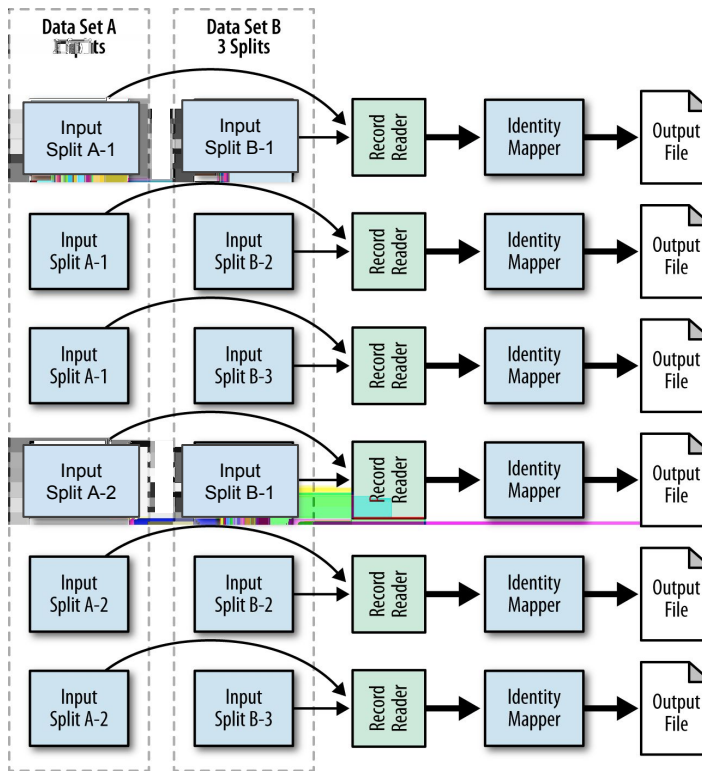 Data Set A
Data Set B
3 Splits
Input
Split A-1
Input
Split B-1
Record
Reader
Identity
Mapper
Output
File
Input
Split A-1
Input
Split B-2
Record
Reader
Identity
Mapper
Output
File
Input
Split A-1
Input
Split B-3
Record
Reader
Identity
Mapper
Output
File
Input
Split A-2
Input
Split B-1
Record
Reader
Identity
Mapper
Output
File
Input
Split A-2
Input
Split B-2
Record
Reader
Identity
Mapper
Output
File
Input
Split A-2
Input
Split B-3
Record
Reader
Identity
Mapper
Output
File